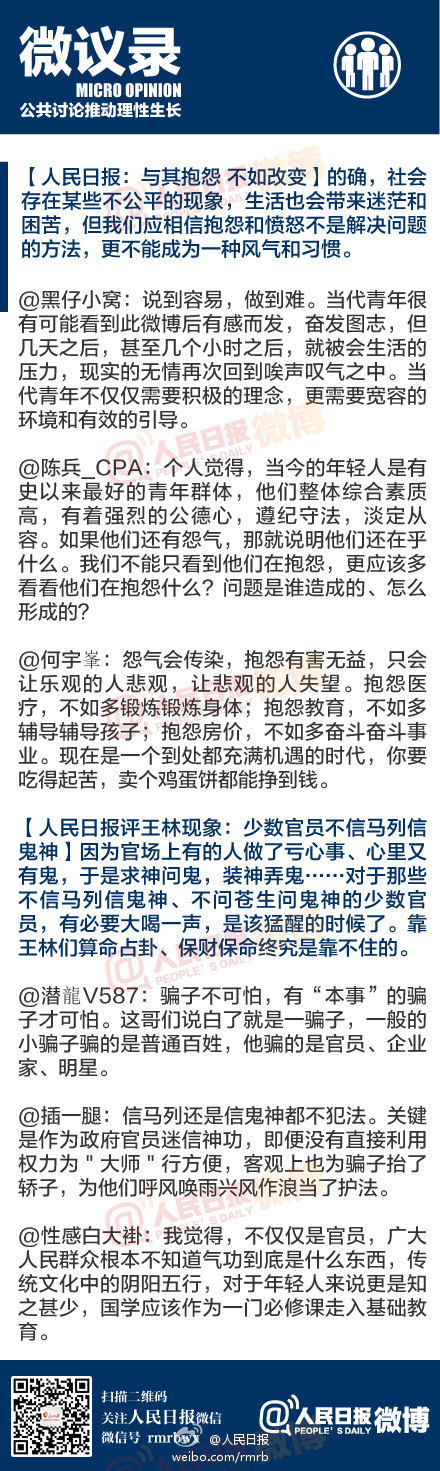 微议录
MICRO OPINION
公共讨论推动理性生长
【人民日报：与其抱怨 不如改变】的确，社会
存在某些不公平的现象，生活也会带来迷茫和
困苦，但我们应相信抱怨和愤怒不是解决问题
的方法，更不能成为一种风气和习惯。
@黑仔小窝：说到容易，做到难。当代青年很
有可能看到此微博后有感而发，奋发图志，但
几天之后，甚至几个小时之后，就被会生活的
压力，现实的无情再次回到唉声叹气之中。当
代青年不仅仅需要积极的理念，更需要宽容的
环境和有效的引导。
@人民日报微博
PEOPLE'S DAILY
@陈兵_CPA：个人觉得，当今的年轻人是有
史以来最好的青年群体，他们整体综合素质
高，有着强烈的公德心，遵纪守法，淡定从
容。如果他们还有怨气，那就说明他们还在乎
什么。我们不能只看到他们在抱怨，更应该多
看看他们在抱怨什么？问题是谁造成的、怎么
形成的？
@何宇峯：怨气会传染，抱怨有害无益，只会
让乐观的人悲观，让悲观的人失望。抱怨医
疗，不如多锻炼锻炼身体；抱怨教育，不如多
辅导辅导孩子；抱怨房价，不如多奋斗奋斗事
业。现在是一个到处都充满机遇的时代，你要
吃得起苦，卖个鸡蛋饼都能挣到钱。
【人民日报评王林现象：少数官员不信马列信
鬼神】因为官场上有的人做了亏心事、心里又
有鬼，于是求神问鬼，装神弄鬼……对于那些
不信马列信鬼神、不问苍生问鬼神的少数官
员，有必要大喝一声，是该猛醒的时候了。靠
王林们算命占卦、保财保命终究是靠不住的。
@潜龍V587：骗子不可怕，有“本事”的骗
子才可怕。这哥们说白了就是一骗子，一般的
小骗子骗的是普通百姓，他骗的是官员、企业
家、明星。
@插一腿：信马列还是信鬼神都不犯法。关键
是作为政府官员迷信神功，即便没有直接利用
权力为＂大师＂行方便，客观上也为骗子抬了
轿子，为他们呼风唤雨兴风作浪当了护法。
@性感白大褂：我觉得，不仅仅是官员，广大
人民群众根本不知道气功到底是什么东西，传
统文化中的阴阳五行，对于年轻人来说更是知
之甚少，国学应该作为一门必修课走入基础教
育。
扫描二维码
关注人民日报微信
微信号 rmrbwx
@人民日报微博
PEOPLE'S DAILY
@人民日报
weibo.com/rmrb